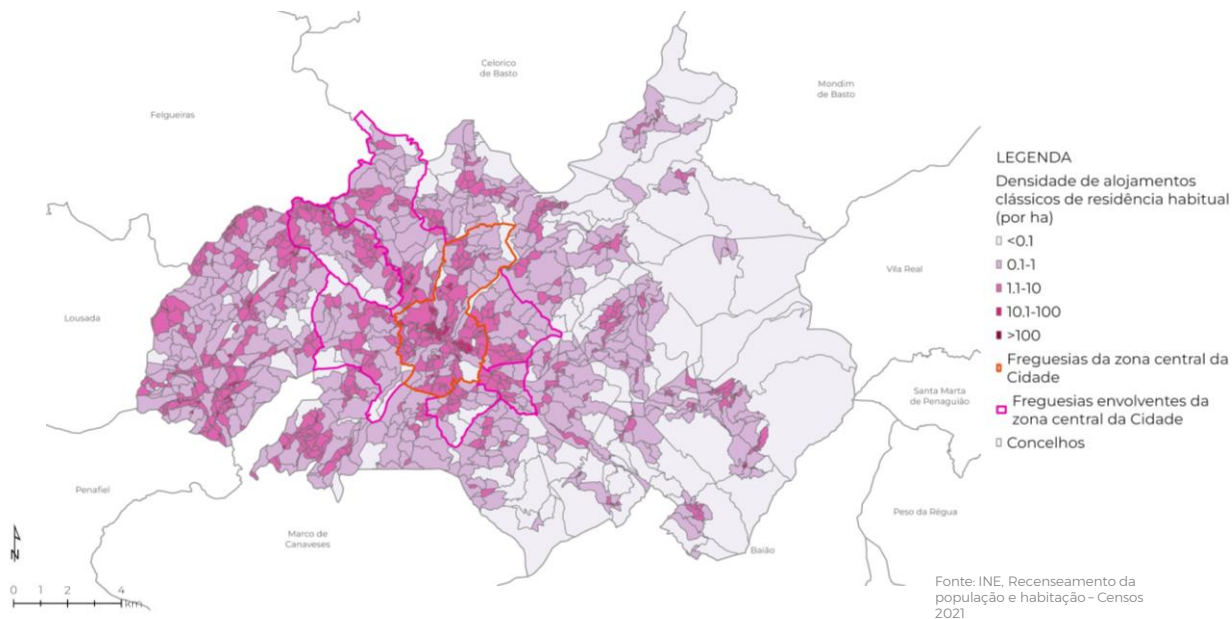 Celorico
de Basto
Mondim
de Basto
Felgueiras
Vila Real
Lousada
Santa Marta
de Penaguião
Penafiel
Peso da Régua
Marco de
Canaveses
Baião
LEGENDA
Densidade de alojamentos
clássicos de residência habitual
(por ha)
<0.1
0.1-1
1.1-10
10.1-100
>100
Freguesias da zona central da
Cidade
Freguesias envolventes da
zona central da Cidade
Concelhos
N
0 1 2 4
km
Fonte: INE, Recenseamento da
população e habitação – Censos
2021